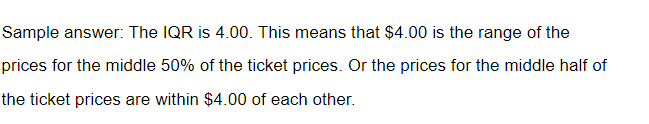 Sample answer: The IQR is 4.00. This means that $4.00 is the range of the
prices for the middle 50% of the ticket prices. Or the prices for the middle half of
the ticket prices are within $4.00 of each other.